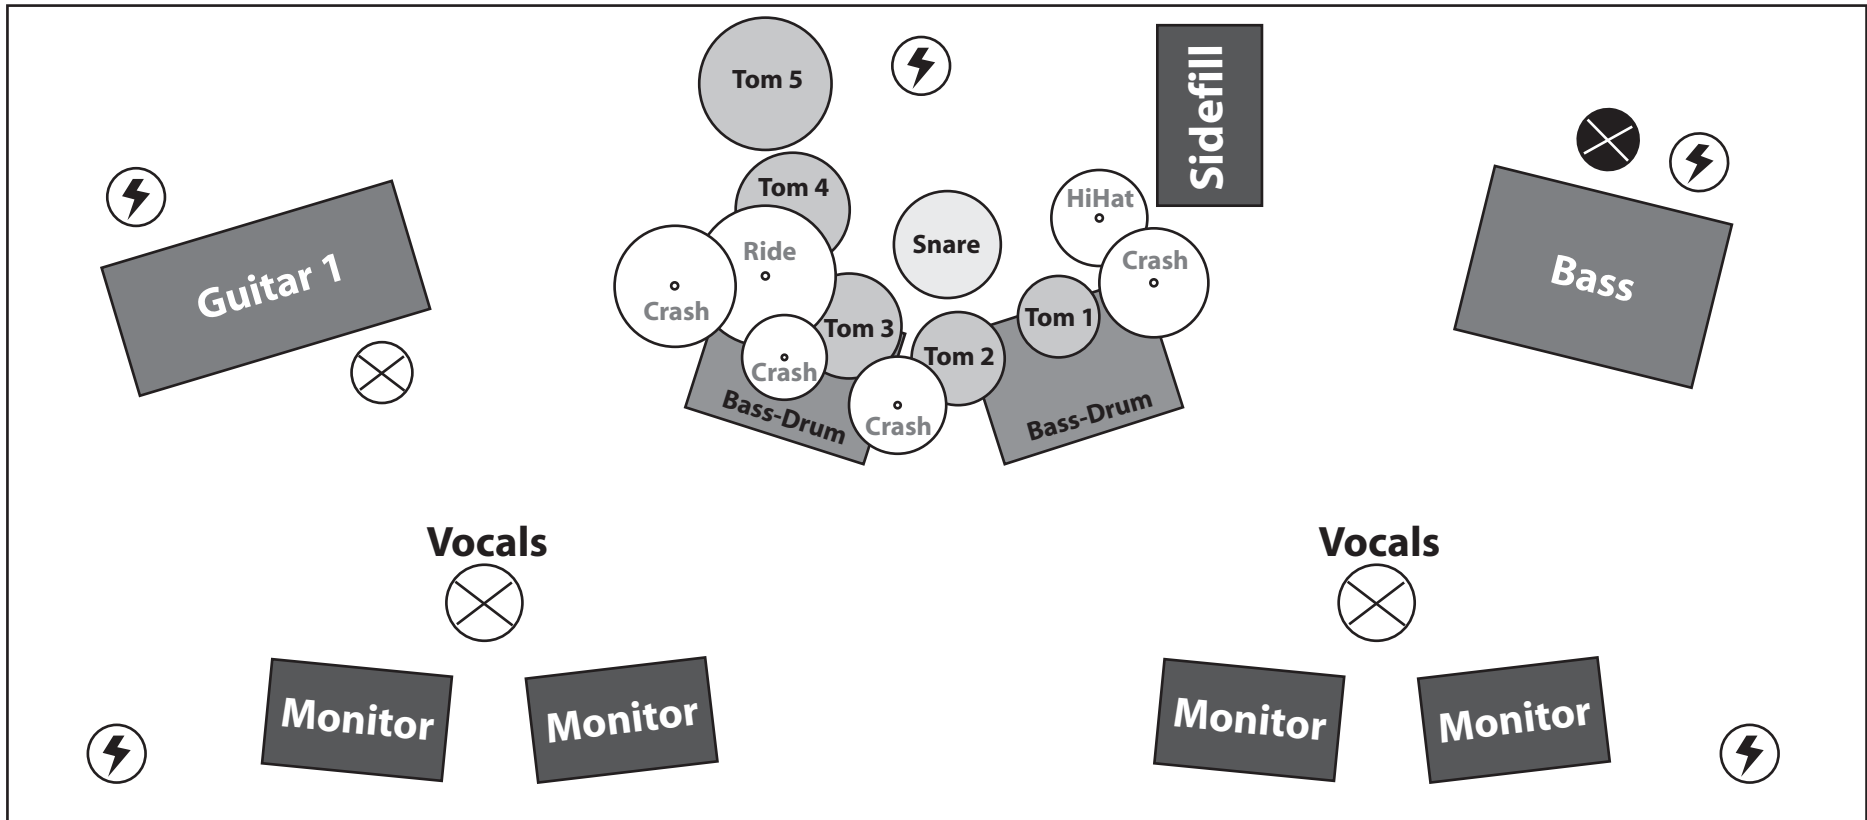 Tom 5
Sidefill
Tom 4
HiHat
Ride
Snare
Crash
Guitar 1
Bass
Crash
Tom 3
Tom 1
Tom 2
Crash
Bass-Drum
Crash
Bass-Drum
Vocals
Vocals
Monitor
Monitor
Monitor
Monitor